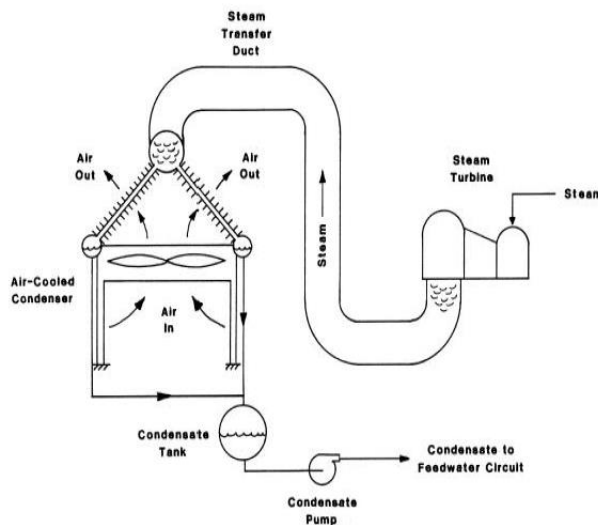 Steam
Transfer
Duct
Air
Out
Air
Out
Steam
Turbine
Steam
Steam
Air-Cooled
Condenser
Air
In
Condensate
Tank
Condensate to
Feedwater Circuit
Condensate
Pump